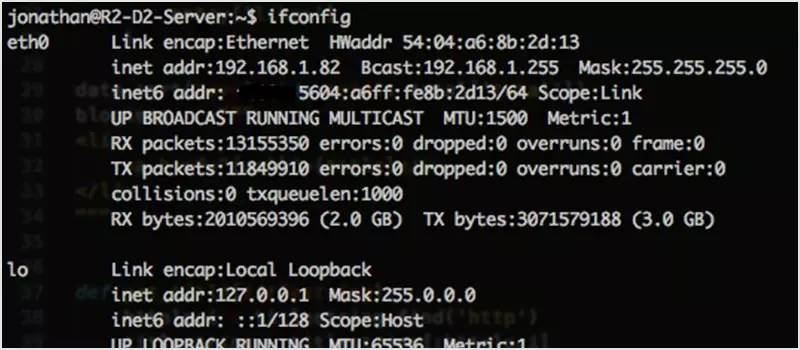 jonathan@R2-D2-Server:~$ ifconfig
eth0 Link encap:Ethernet HWaddr 54:04:a6:8b:2d:13
inet addr:192.168.1.82 Bcast:192.168.1.255 Mask:255.255.255.0
inet6 addr: 5604:a6ff:fe8b:2d13/64 Scope:Link
UP BROADCAST RUNNING MULTICAST MTU:1500 Metric:1
RX packets:13155350 errors:0 dropped:0 overruns:0 frame:0
TX packets:11849910 errors:0 dropped:0 overruns:0 carrier:0
collisions:0 txqueuelen:1000
RX bytes:2010569396 (2.0 GB) TX bytes:3071579188 (3.0 GB)
lo Link encap:Local Loopback
inet addr:127.0.0.1 Mask:255.0.0.0
inet6 addr: ::1/128 Scope:Host
UP LOOPBACK RUNNING MTU:65536 Metric:1